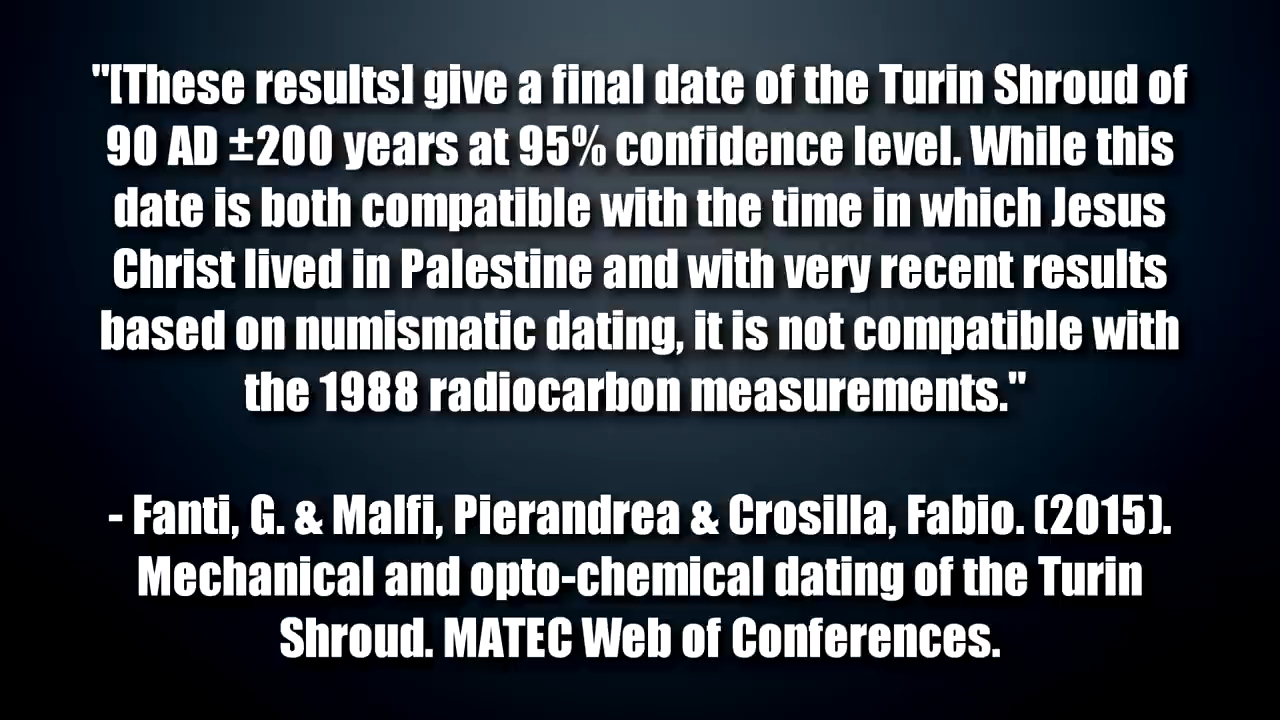 "[These results] give a final date of the Turin Shroud of
90 AD ±200 years at 95% confidence level. While this
date is both compatible with the time in which Jesus
Christ lived in Palestine and with very recent results
based on numismatic dating, it is not compatible with
the 1988 radiocarbon measurements."
- Fanti, G. & Malfi, Pierandrea & Crosilla, Fabio. (2015).
Mechanical and opto-chemical dating of the Turin
Shroud. MATEC Web of Conferences.